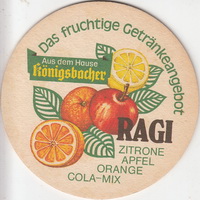 Das fruchtige Getränkeangebot
Aus dem Hause
Königsbacher
RAGI
ZITRONE
APFEL
ORANGE
COLA-MIX